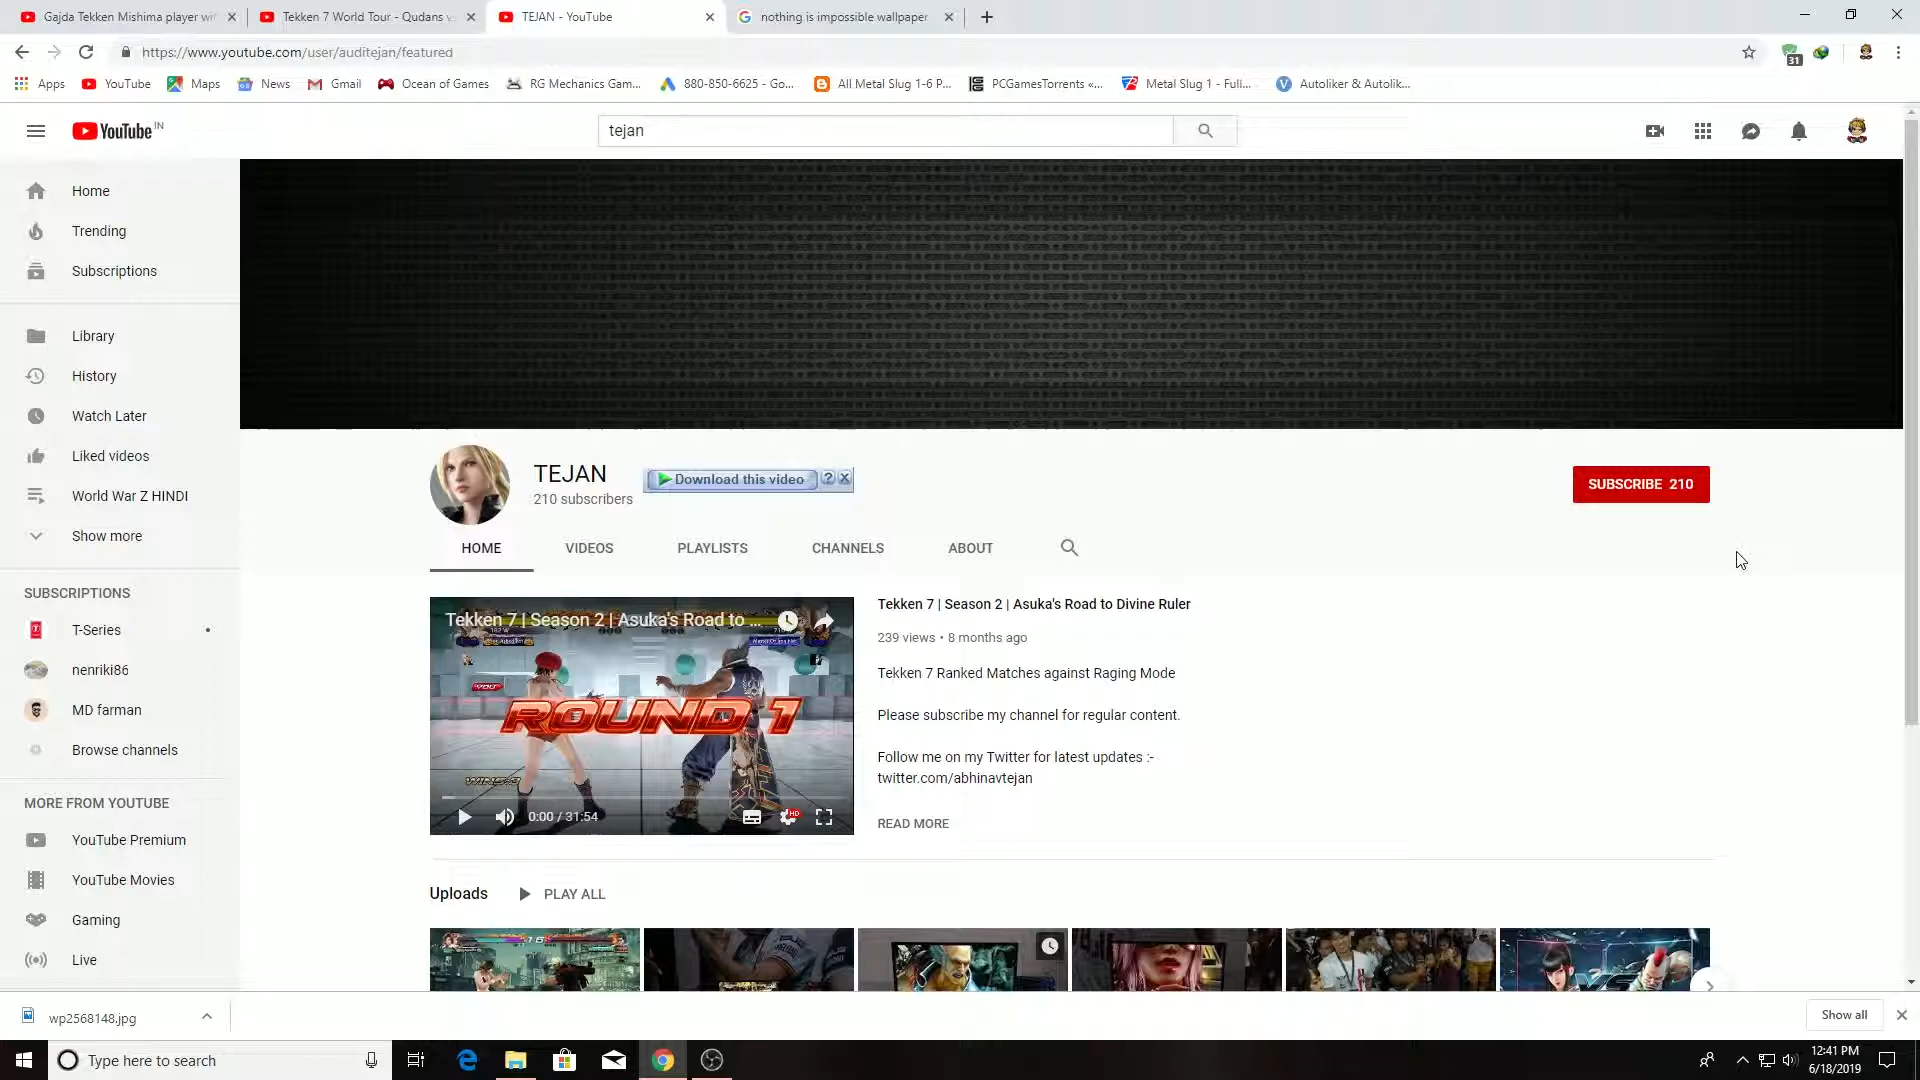 Gajda Tekken Mishima player wit
Tekken 7 World Tour - Qudans v
TEJAN - YouTube
nothing is impossible wallpaper
https://www.youtube.com/user/auditejan/featured
31
Apps
YouTube
Maps
News
Gmail
Ocean of Games
RG Mechanics Gam...
880-850-6625 - Go...
All Metal Slug 1-6 P...
PCGamesTorrents «...
Metal Slug 1 - Full...
Autoliker & Autolik...
YouTube IN
tejan
Home
Trending
Subscriptions
Library
History
Watch Later
Liked videos
World War Z HINDI
Show more
SUBSCRIPTIONS
T-Series
nenriki86
MD farman
Browse channels
MORE FROM YOUTUBE
YouTube Premium
YouTube Movies
Gaming
Live
TEJAN
210 subscribers
Download this video
SUBSCRIBE 210
HOME
VIDEOS
PLAYLISTS
CHANNELS
ABOUT
Tekken 7 | Season 2 | Asuka's Road to ...
YOU
ROUND 1
WINS:3
0:00 / 31:54
HD
Tekken 7 | Season 2 | Asuka's Road to Divine Ruler
239 views • 8 months ago
Tekken 7 Ranked Matches against Raging Mode
Please subscribe my channel for regular content.
Follow me on my Twitter for latest updates :-
twitter.com/abhinavtejan
READ MORE
Uploads
PLAY ALL
wp2568148.jpg
Show all
Type here to search
12:41 PM
6/18/2019